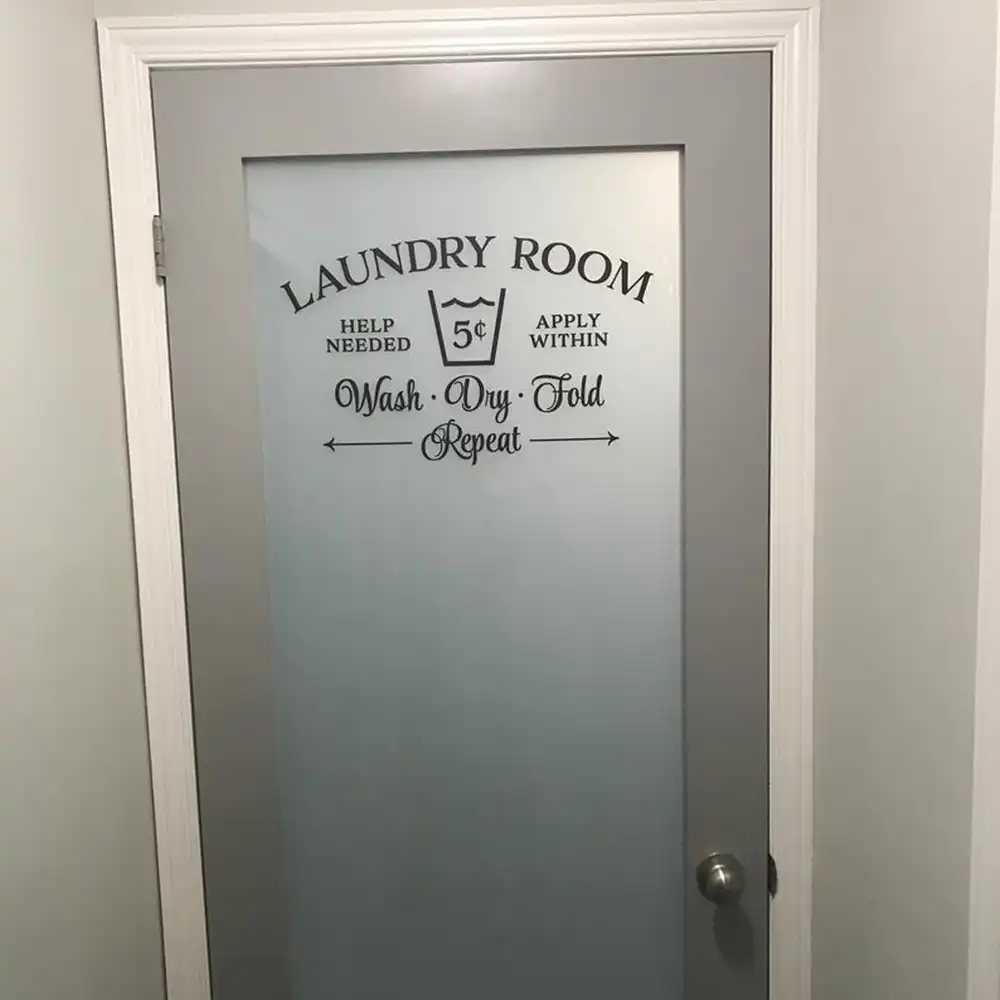 LAUNDRY ROOM
HELP NEEDED
5¢
APPLY WITHIN
Wash · Dry · Fold
Repeat